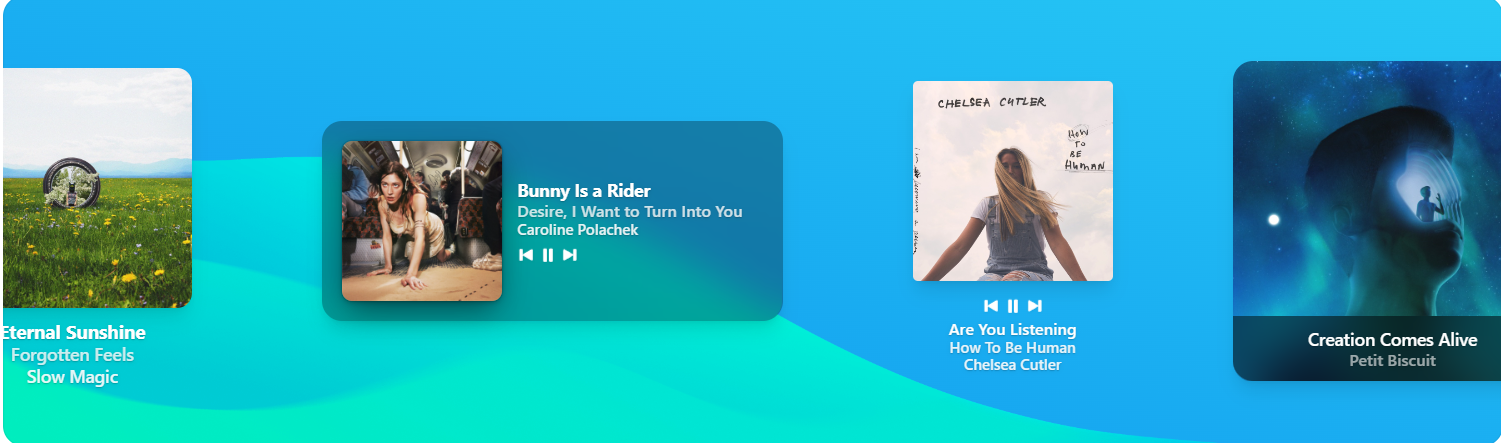 Eternal Sunshine
Forgotten Feels
Slow Magic
Bunny Is a Rider
Desire, I Want to Turn Into You
Caroline Polachek
CHELSEA CUTLER
HOW
TO
BE
HUMAN
Are You Listening
How To Be Human
Chelsea Cutler
Creation Comes Alive
Petit Biscuit